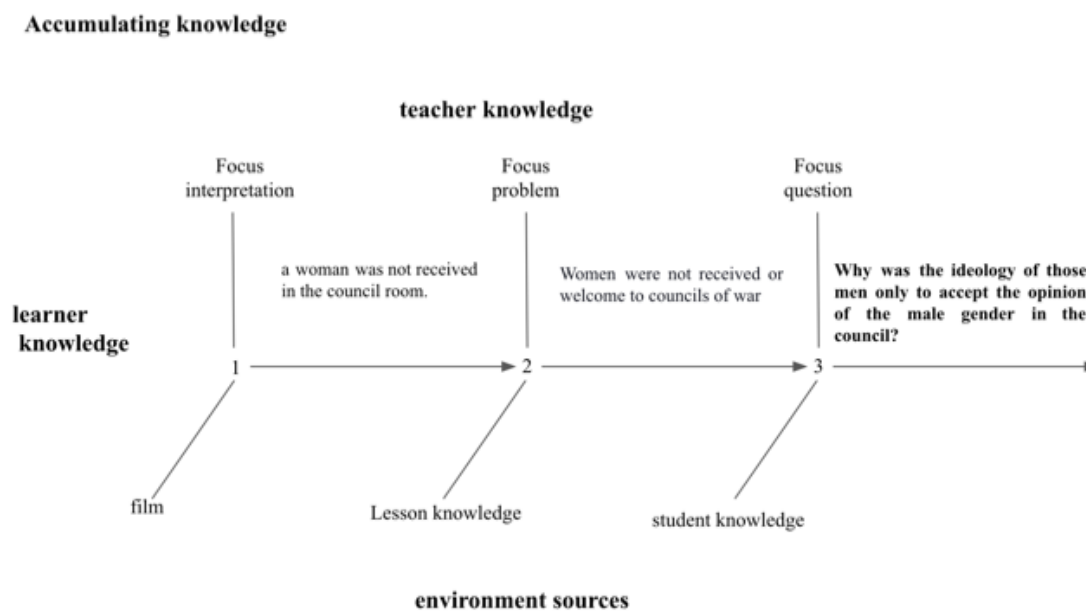 Accumulating knowledge
teacher knowledge
Focus
interpretation
Focus
problem
Focus
question
a woman was not received
in the council room.
Women were not received or
welcome to councils of war
Why was the ideology of those
men only to accept the opinion
of the male gender in the
council?
learner
knowledge
1
2
3
film
Lesson knowledge
student knowledge
environment sources